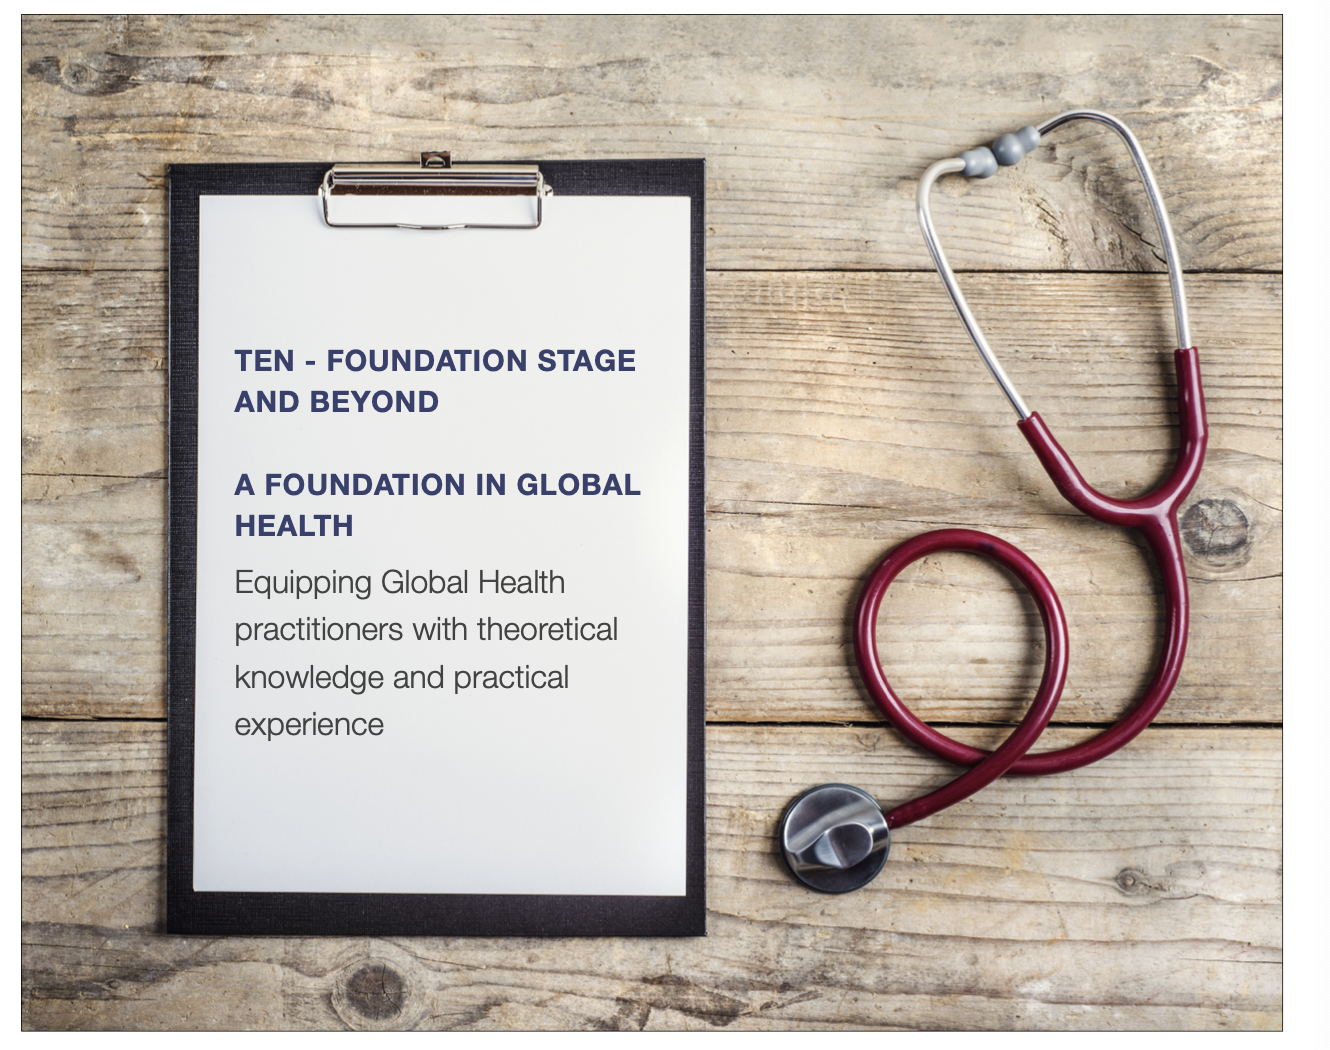 TEN - FOUNDATION STAGE
AND BEYOND
A FOUNDATION IN GLOBAL
HEALTH
Equipping Global Health
practitioners with theoretical
knowledge and practical
experience